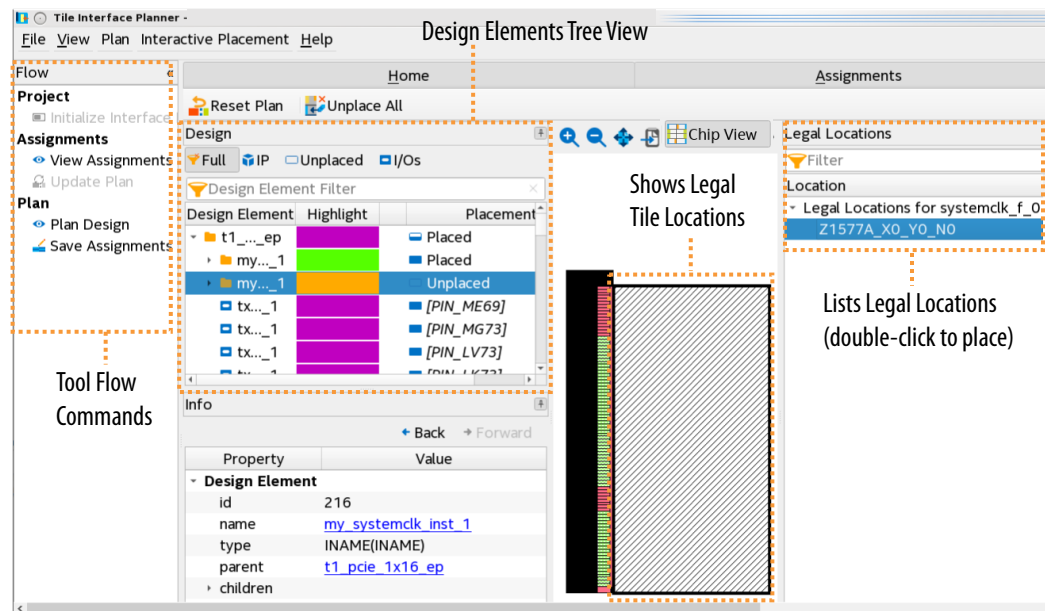 Tile Interface Planner -
File View Plan Interactive Placement Help
Design Elements Tree View
Flow «
Home
Assignments
Project
Initialize Interface
Assignments
View Assignments
Update Plan
Plan
Plan Design
Save Assignments
Tool Flow
Commands
Reset Plan Unplace All
Design
Full IP Unplaced I/Os
Design Element Filter
Design Element Highlight Placement
t1_..._ep Placed
my..._1 Placed
my..._1 Unplaced
tx..._1 [PIN_ME69]
tx..._1 [PIN_MG73]
tx..._1 [PIN_LV73]
tx..._1 [PIN_LK73]
Info
Back Forward
Property Value
Design Element
id 216
name my_systemclk_inst_1
type INAME(INAME)
parent t1_pcie_1x16_ep
children
Chip View
Shows Legal
Tile Locations
Legal Locations
Filter
Location
Legal Locations for systemclk_f_0
Z1577A_X0_Y0_N0
Lists Legal Locations
(double-click to place)